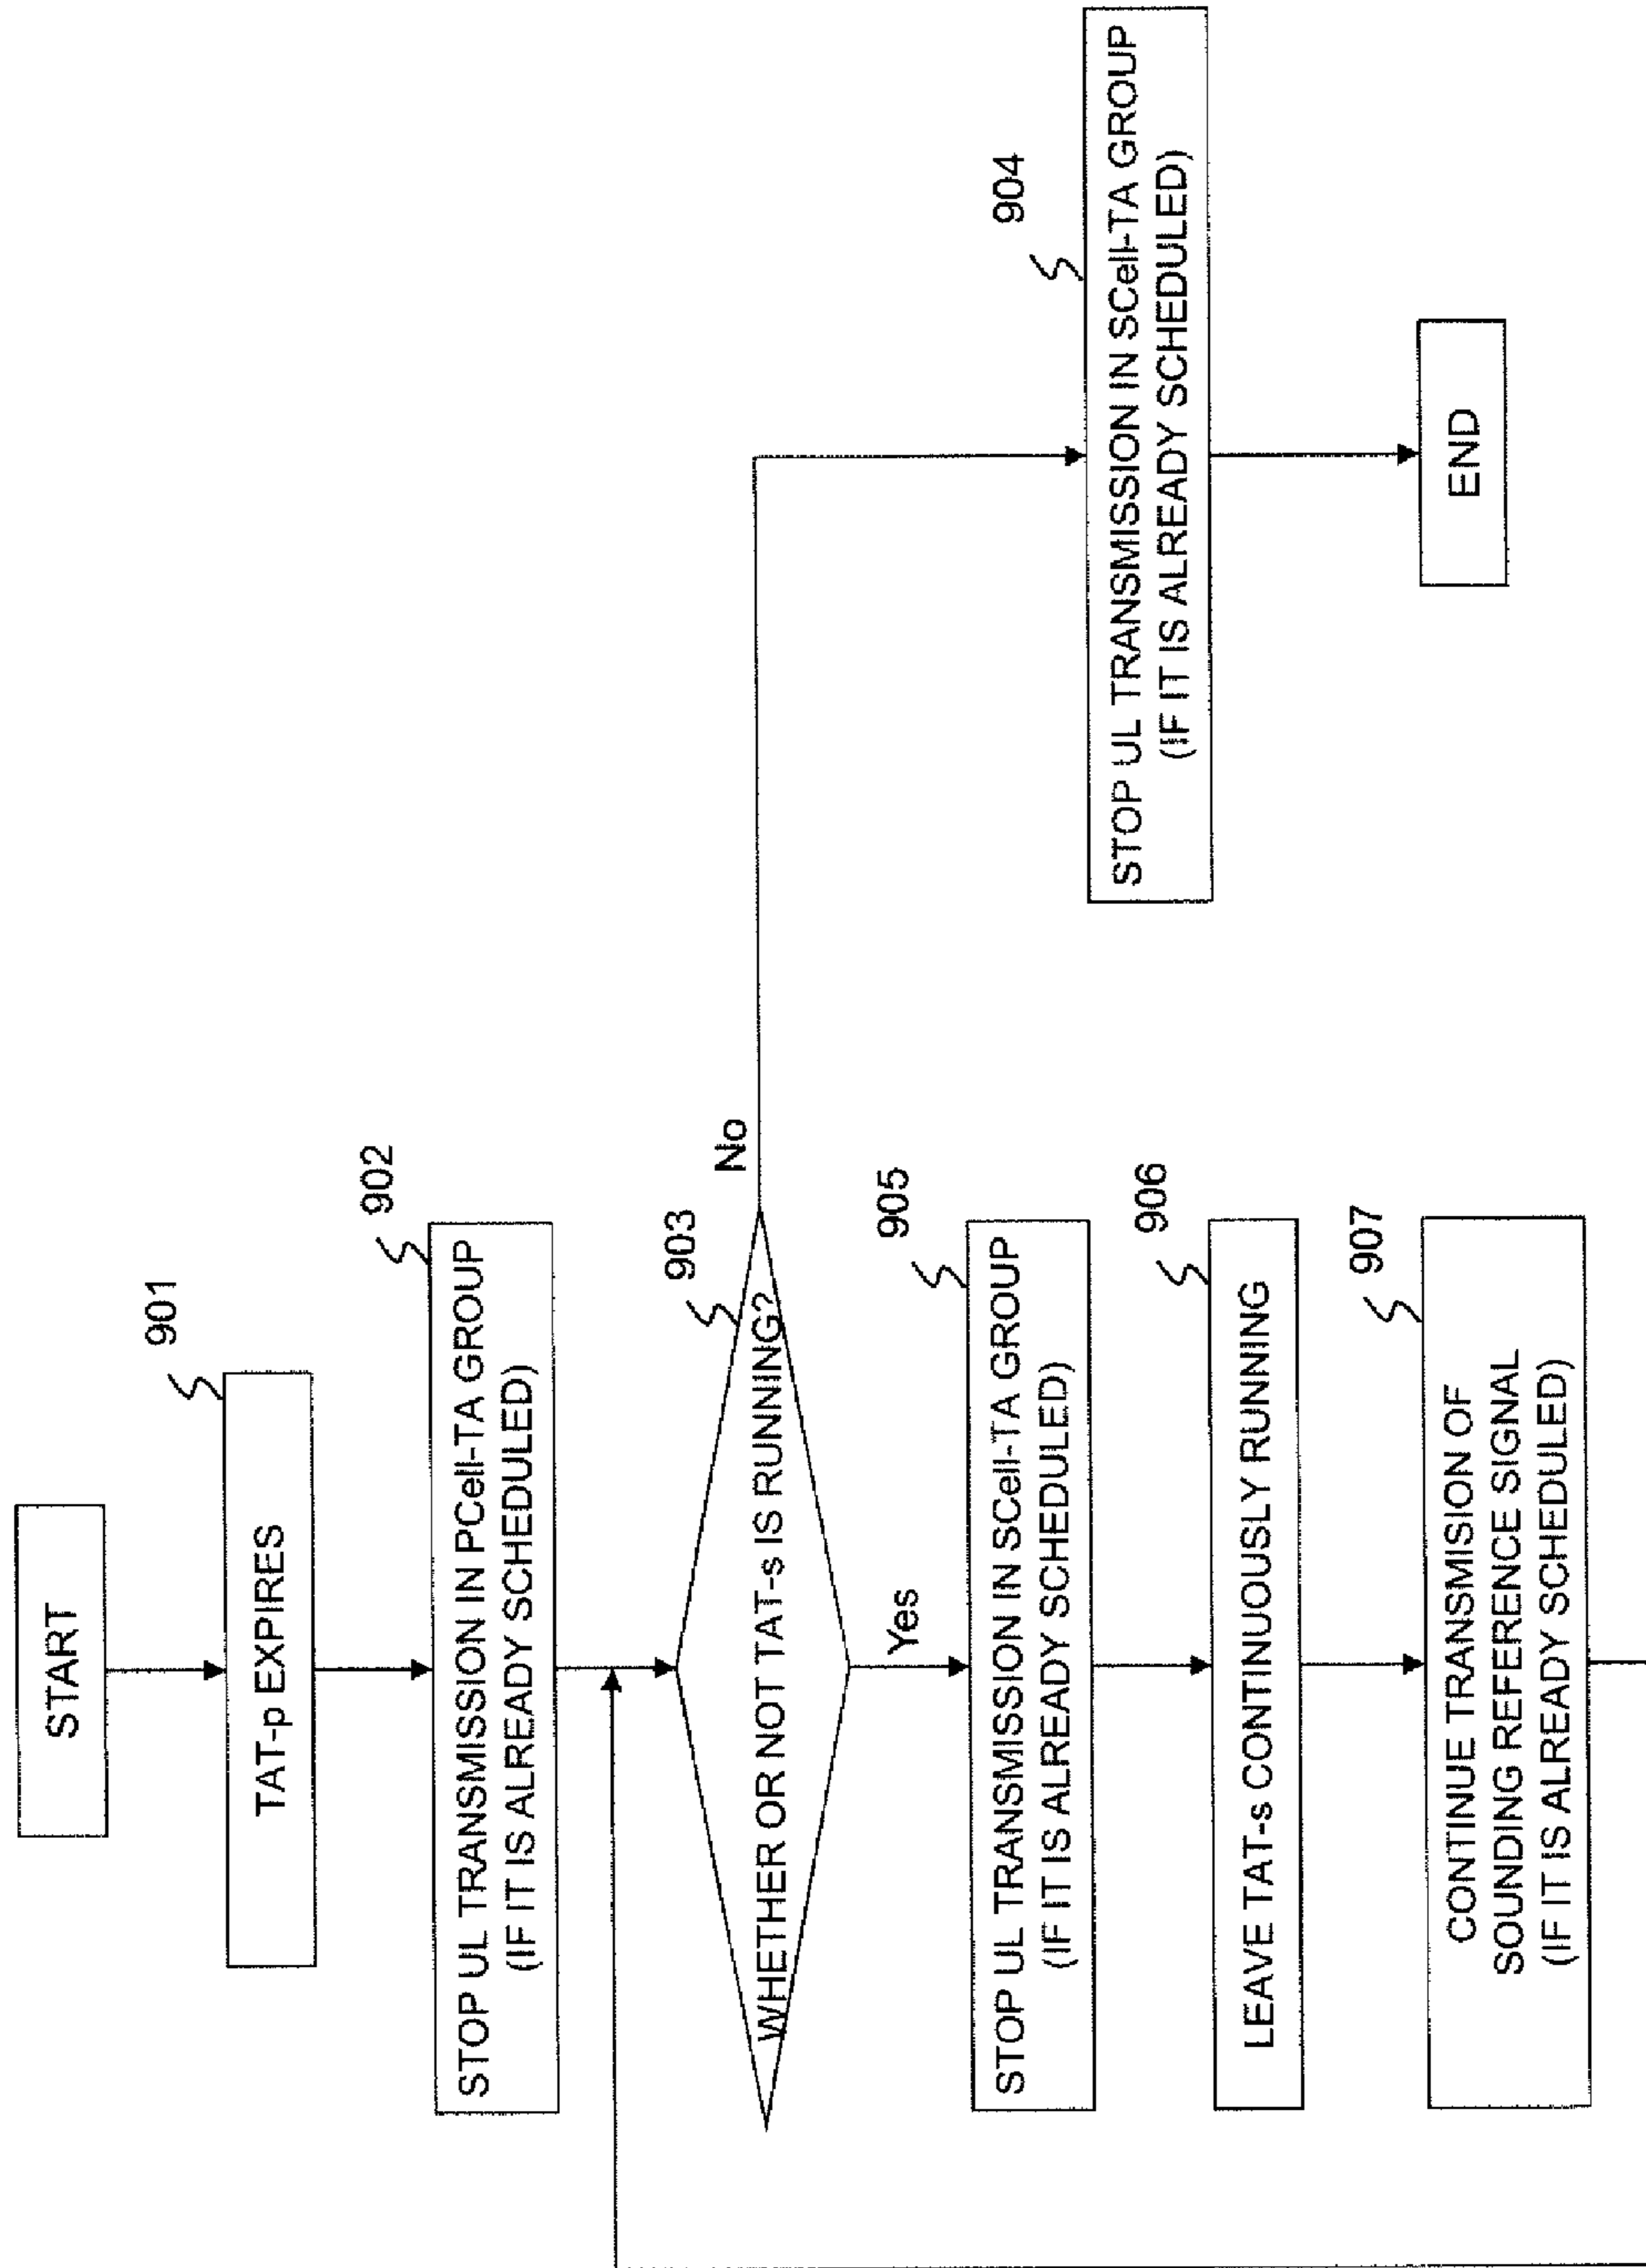 START
901
TAT-p EXPIRES
902
STOP UL TRANSMISSION IN PCell-TA GROUP
(IF IT IS ALREADY SCHEDULED)
903
WHETHER OR NOT TAT-s IS RUNNING?
No
Yes
904
STOP UL TRANSMISSION IN SCell-TA GROUP
(IF IT IS ALREADY SCHEDULED)
END
905
STOP UL TRANSMISSION IN SCell-TA GROUP
(IF IT IS ALREADY SCHEDULED)
906
LEAVE TAT-s CONTINUOUSLY RUNNING
907
CONTINUE TRANSMISION OF
SOUNDING REFERENCE SIGNAL
(IF IT IS ALREADY SCHEDULED)